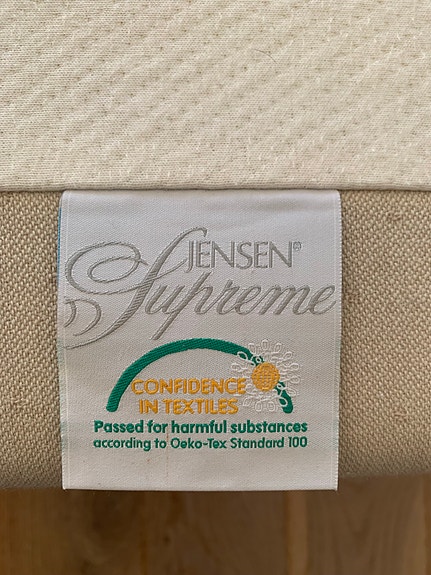 JENSEN®
Supreme
CONFIDENCE
IN TEXTILES
Passed for harmful substances
according to Oeko-Tex Standard 100